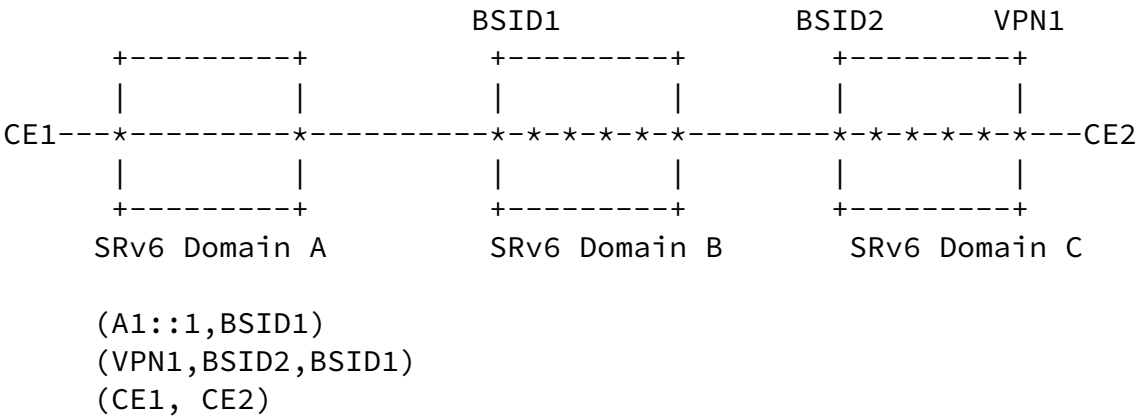 BSID1 BSID2 VPN1
CE1---*---------*----------*-*-*-*-*-*--------*-*-*-*-*-*---CE2
SRv6 Domain A SRv6 Domain B SRv6 Domain C
(A1::1,BSID1)
(VPN1,BSID2,BSID1)
(CE1, CE2)